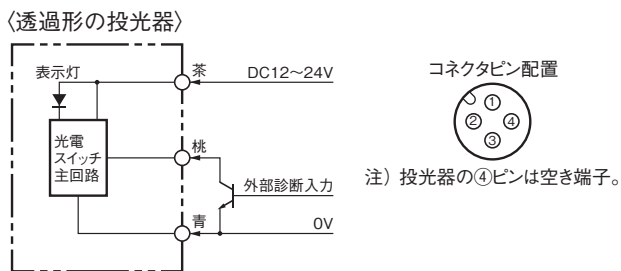 〈透過形の投光器〉
表示灯
茶
DC12～24V
光電
スイッチ
主回路
桃
外部診断入力
青
0V
コネクタピン配置
①
② ④
③
注）投光器の④ピンは空き端子。